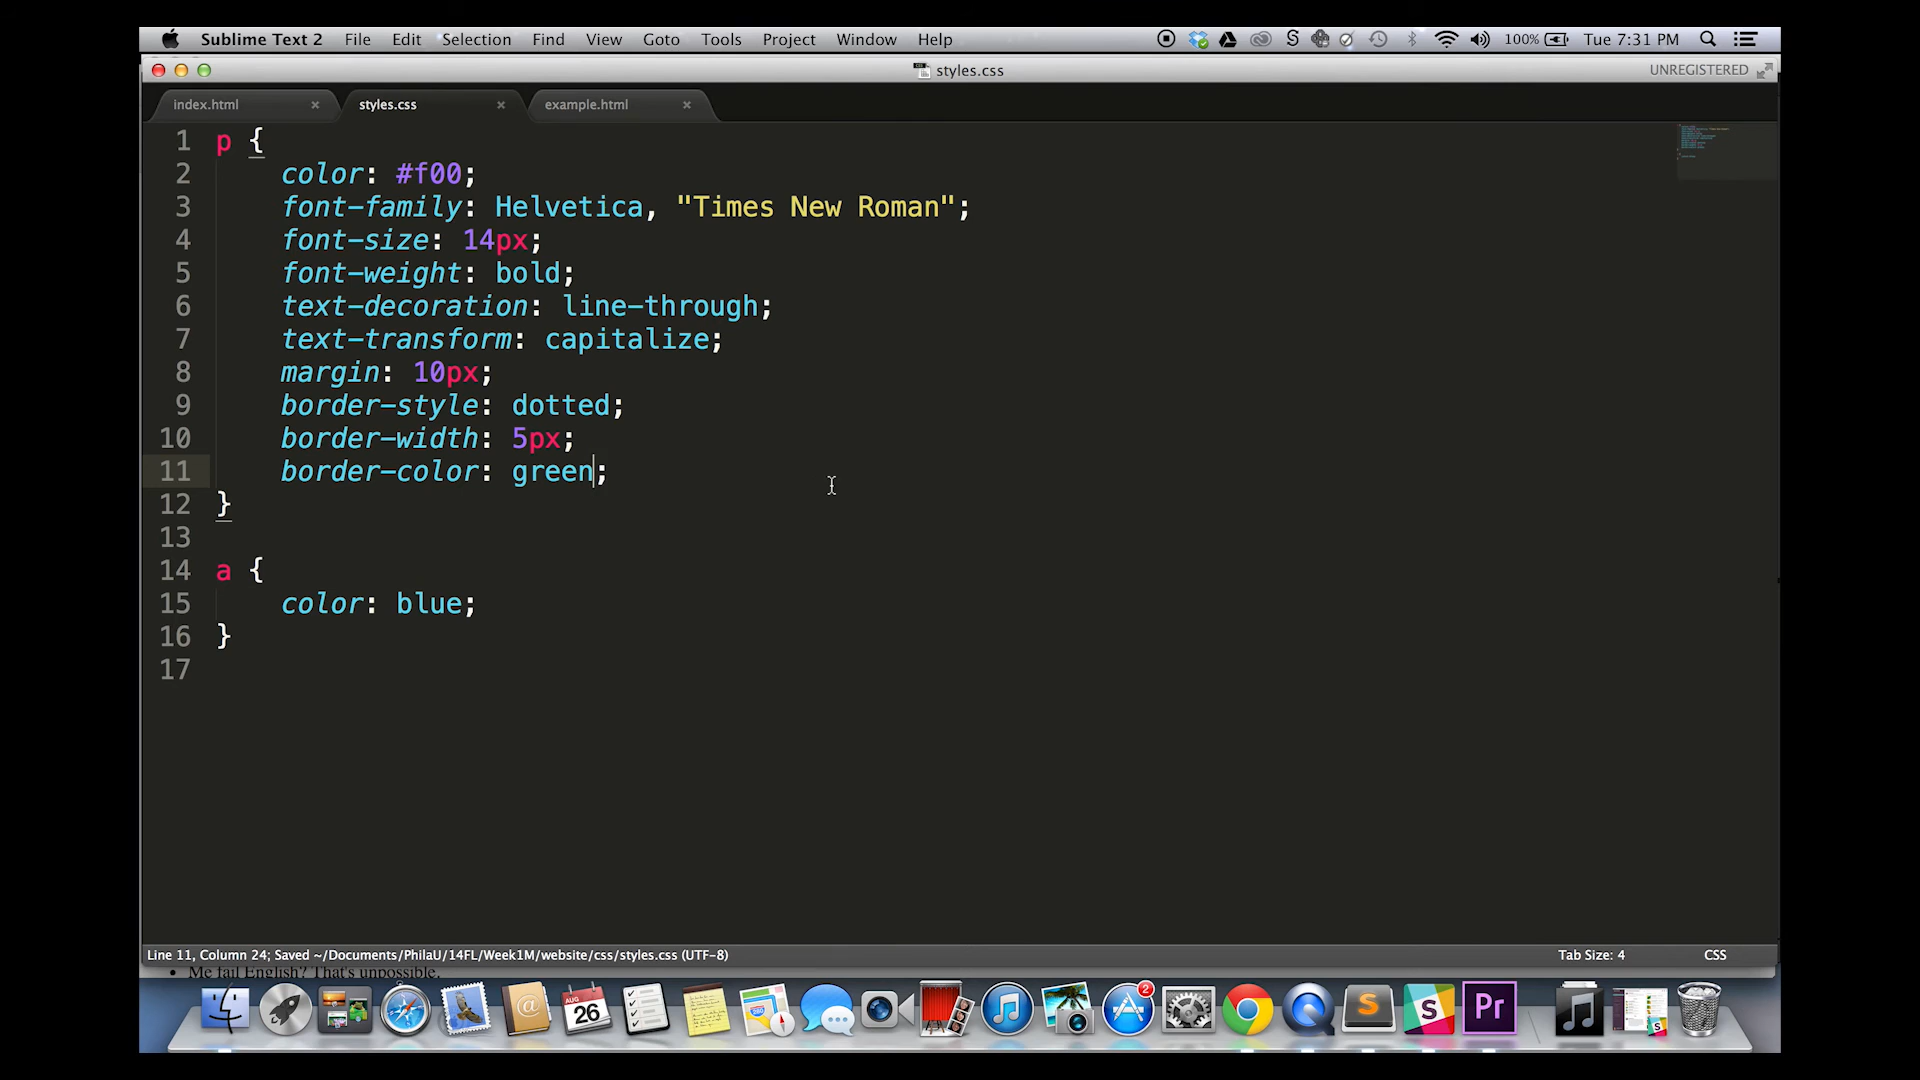 Sublime Text 2 File Edit Selection Find View Goto Tools Project Window Help 100% Tue 7:31 PM
styles.css UNREGISTERED
index.html × styles.css × example.html ×
1 p {
2 color: #f00;
3 font-family: Helvetica, "Times New Roman";
4 font-size: 14px;
5 font-weight: bold;
6 text-decoration: line-through;
7 text-transform: capitalize;
8 margin: 10px;
9 border-style: dotted;
10 border-width: 5px;
11 border-color: green;
12 }
13
14 a {
15 color: blue;
16 }
17
Line 11, Column 24; Saved ~/Documents/PhilaU/14FL/Week1M/website/css/styles.css (UTF-8) Tab Size: 4 CSS
• Me fail English? That's unpossible.
AUG
26
2
S
Pr